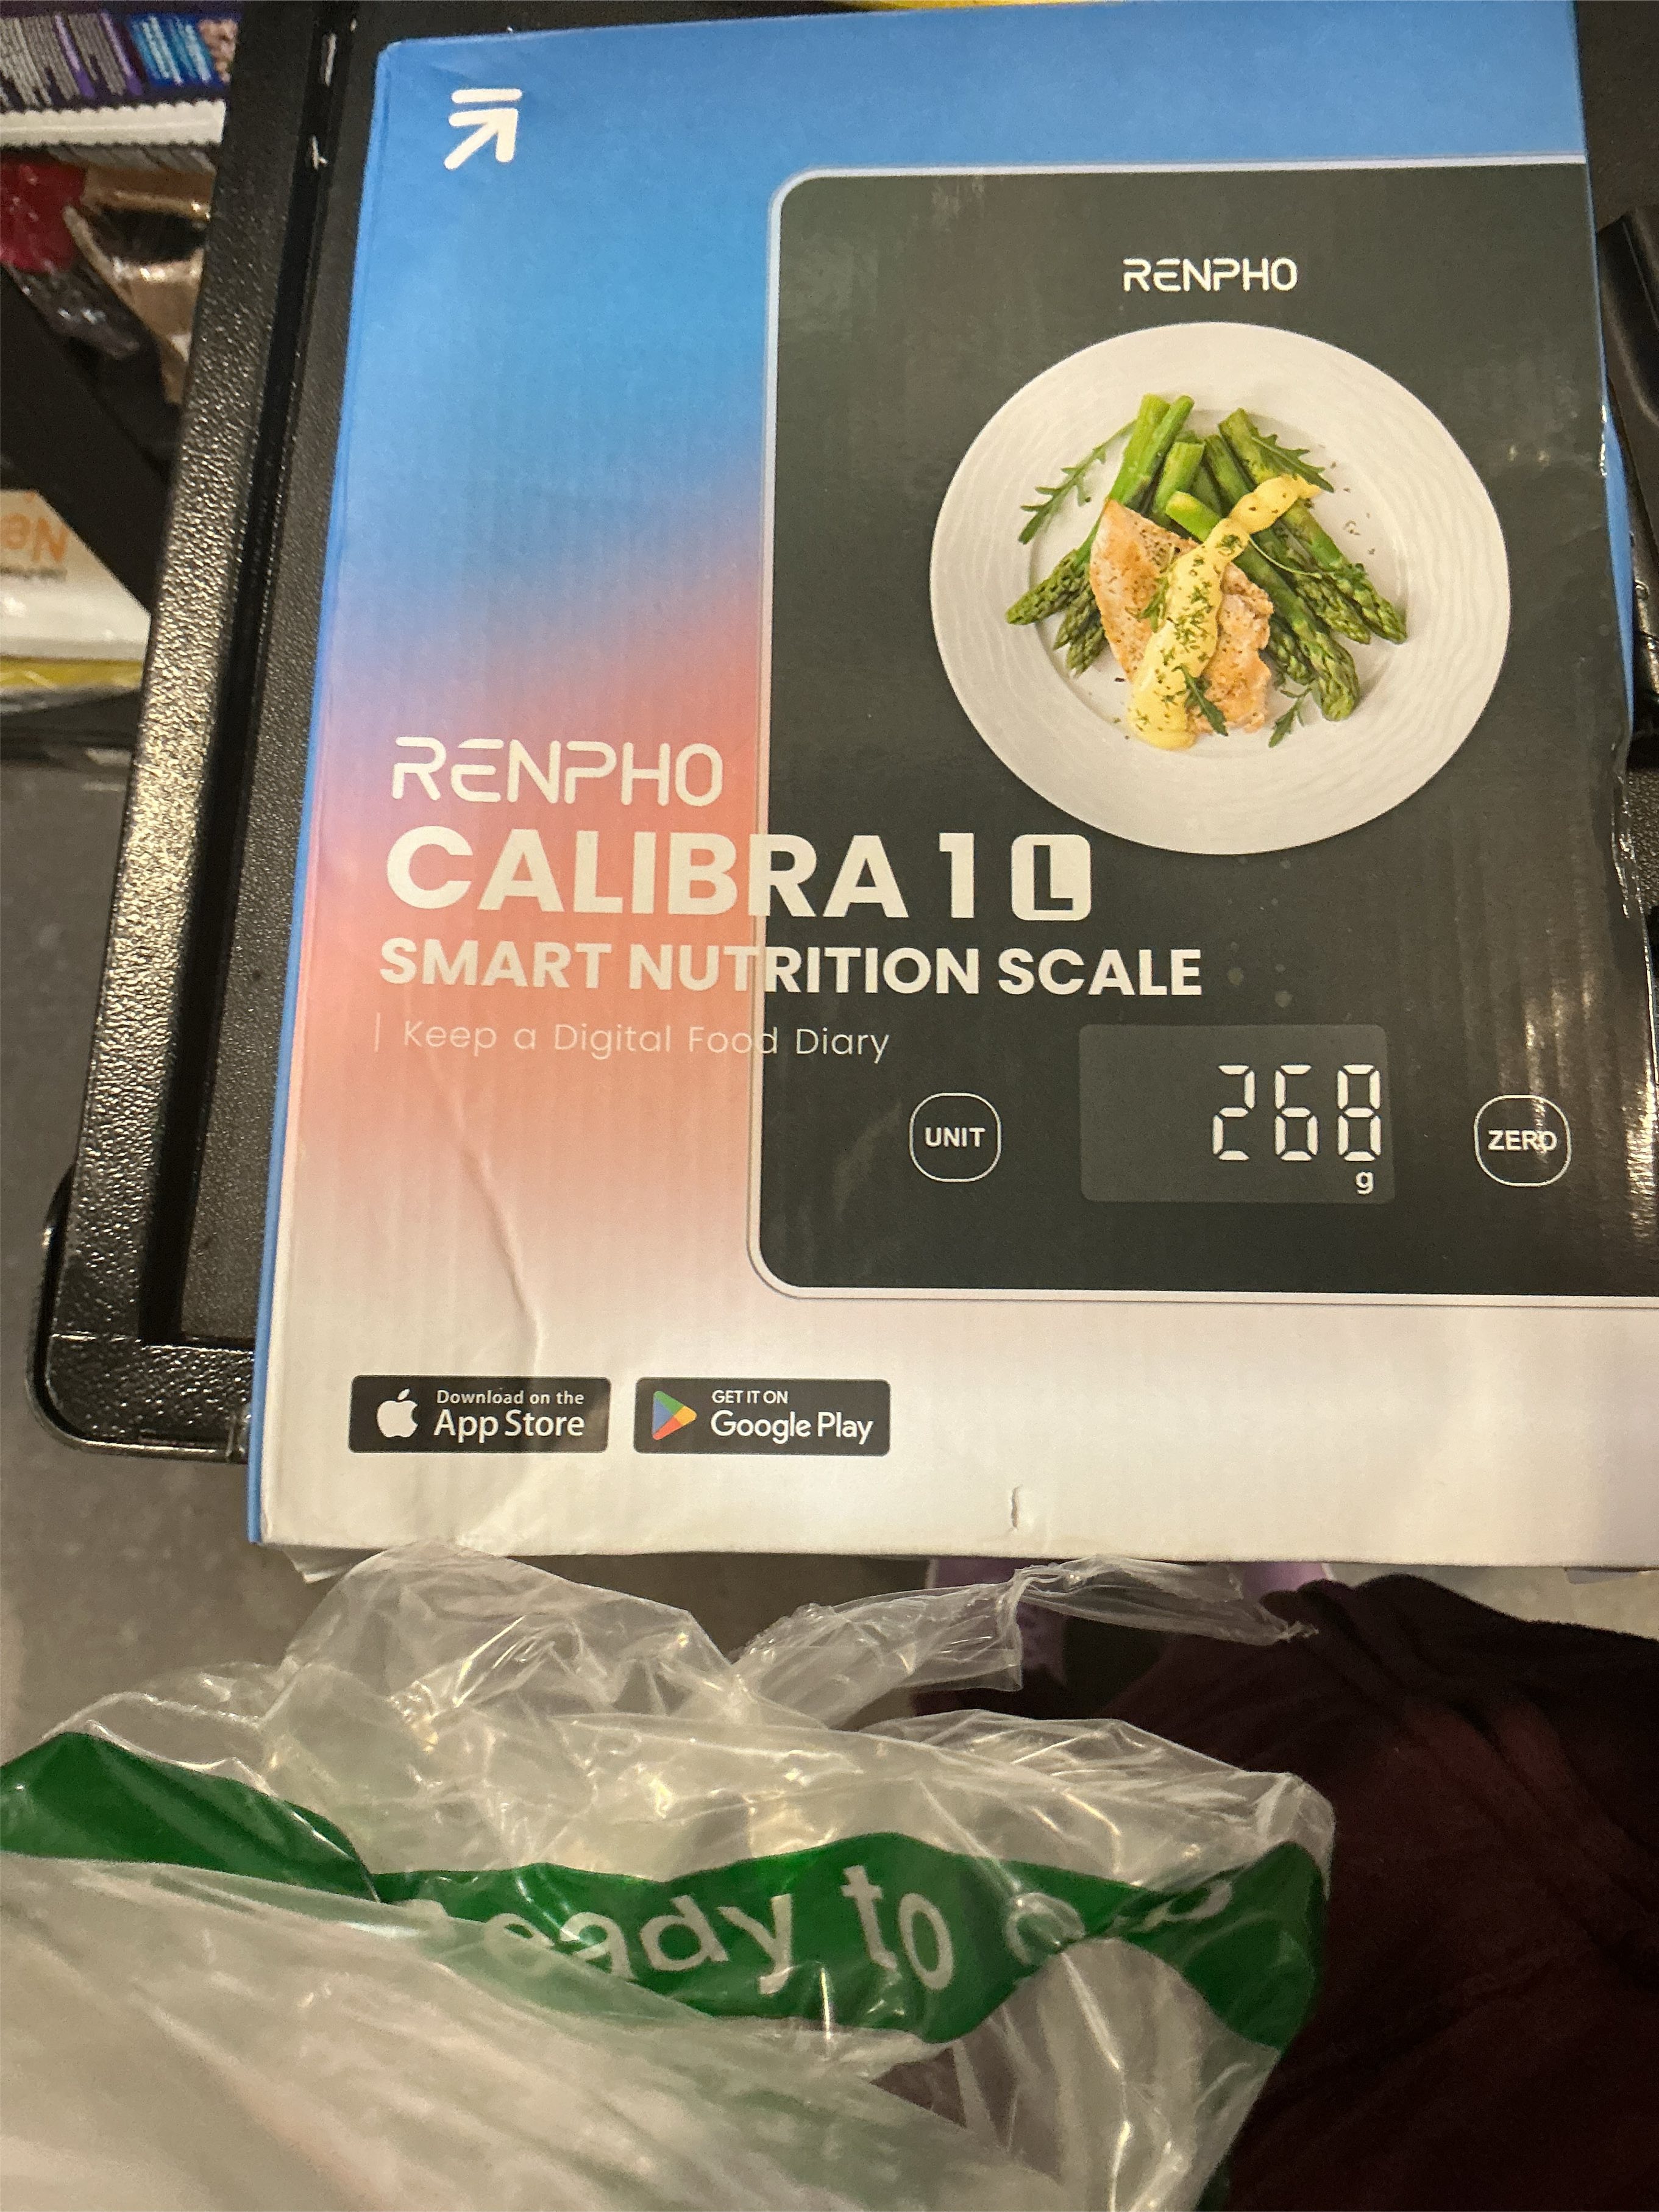 RENPHO
RENPHO
CALIBRA 1 L
SMART NUTRITION SCALE
| Keep a Digital Food Diary
UNIT
268
g
ZERO
Download on the
App Store
GET IT ON
Google Play
eady to